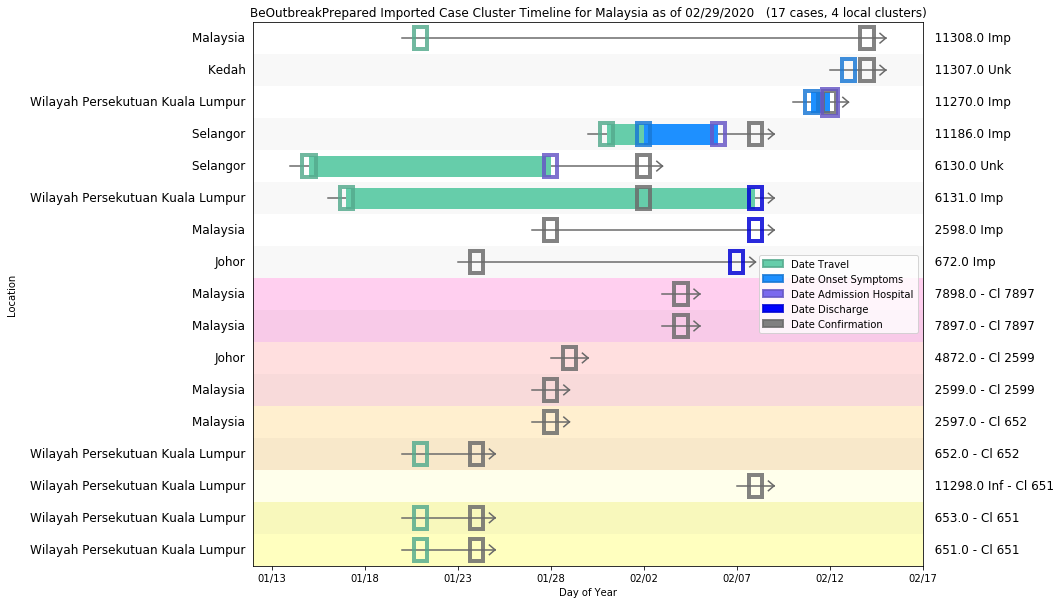 BeOutbreakPrepared Imported Case Cluster Timeline for Malaysia as of 02/29/2020 (17 cases, 4 local clusters)
Malaysia 11308.0 Imp
Kedah 11307.0 Unk
Wilayah Persekutuan Kuala Lumpur 11270.0 Imp
Selangor 11186.0 Imp
Selangor 6130.0 Unk
Wilayah Persekutuan Kuala Lumpur 6131.0 Imp
Malaysia 2598.0 Imp
Johor 672.0 Imp
Date Travel
Date Onset Symptoms
Date Admission Hospital
Date Discharge
Date Confirmation
Location
Malaysia 7898.0 - Cl 7897
Malaysia 7897.0 - Cl 7897
Johor 4872.0 - Cl 2599
Malaysia 2599.0 - Cl 2599
Malaysia 2597.0 - Cl 652
Wilayah Persekutuan Kuala Lumpur 652.0 - Cl 652
Wilayah Persekutuan Kuala Lumpur 11298.0 Inf - Cl 651
Wilayah Persekutuan Kuala Lumpur 653.0 - Cl 651
Wilayah Persekutuan Kuala Lumpur 651.0 - Cl 651
01/13 01/18 01/23 01/28 02/02 02/07 02/12 02/17
Day of Year